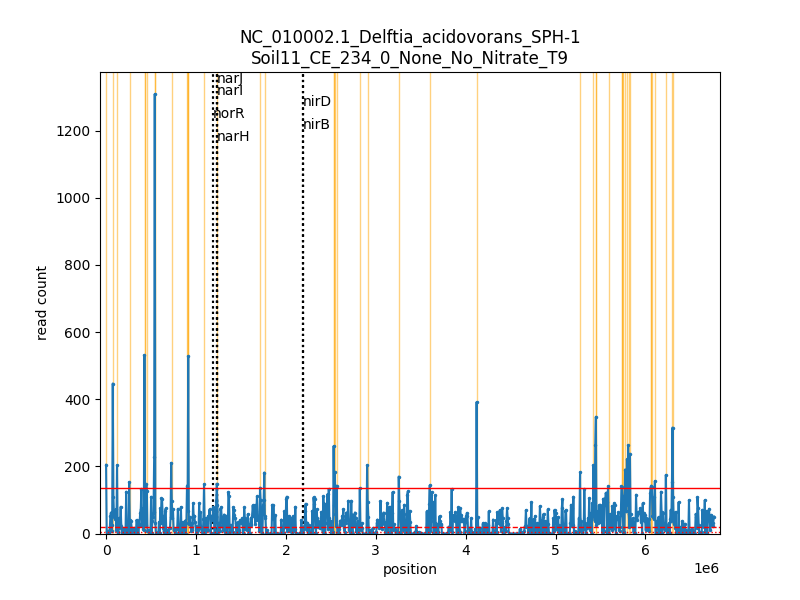 NC_010002.1_Delftia_acidovorans_SPH-1
Soil11_CE_234_0_None_No_Nitrate_T9
narJ
narI
norR
narH
nirD
nirB
read count
1200
1000
800
600
400
200
0
0 1 2 3 4 5 6
1e6
position